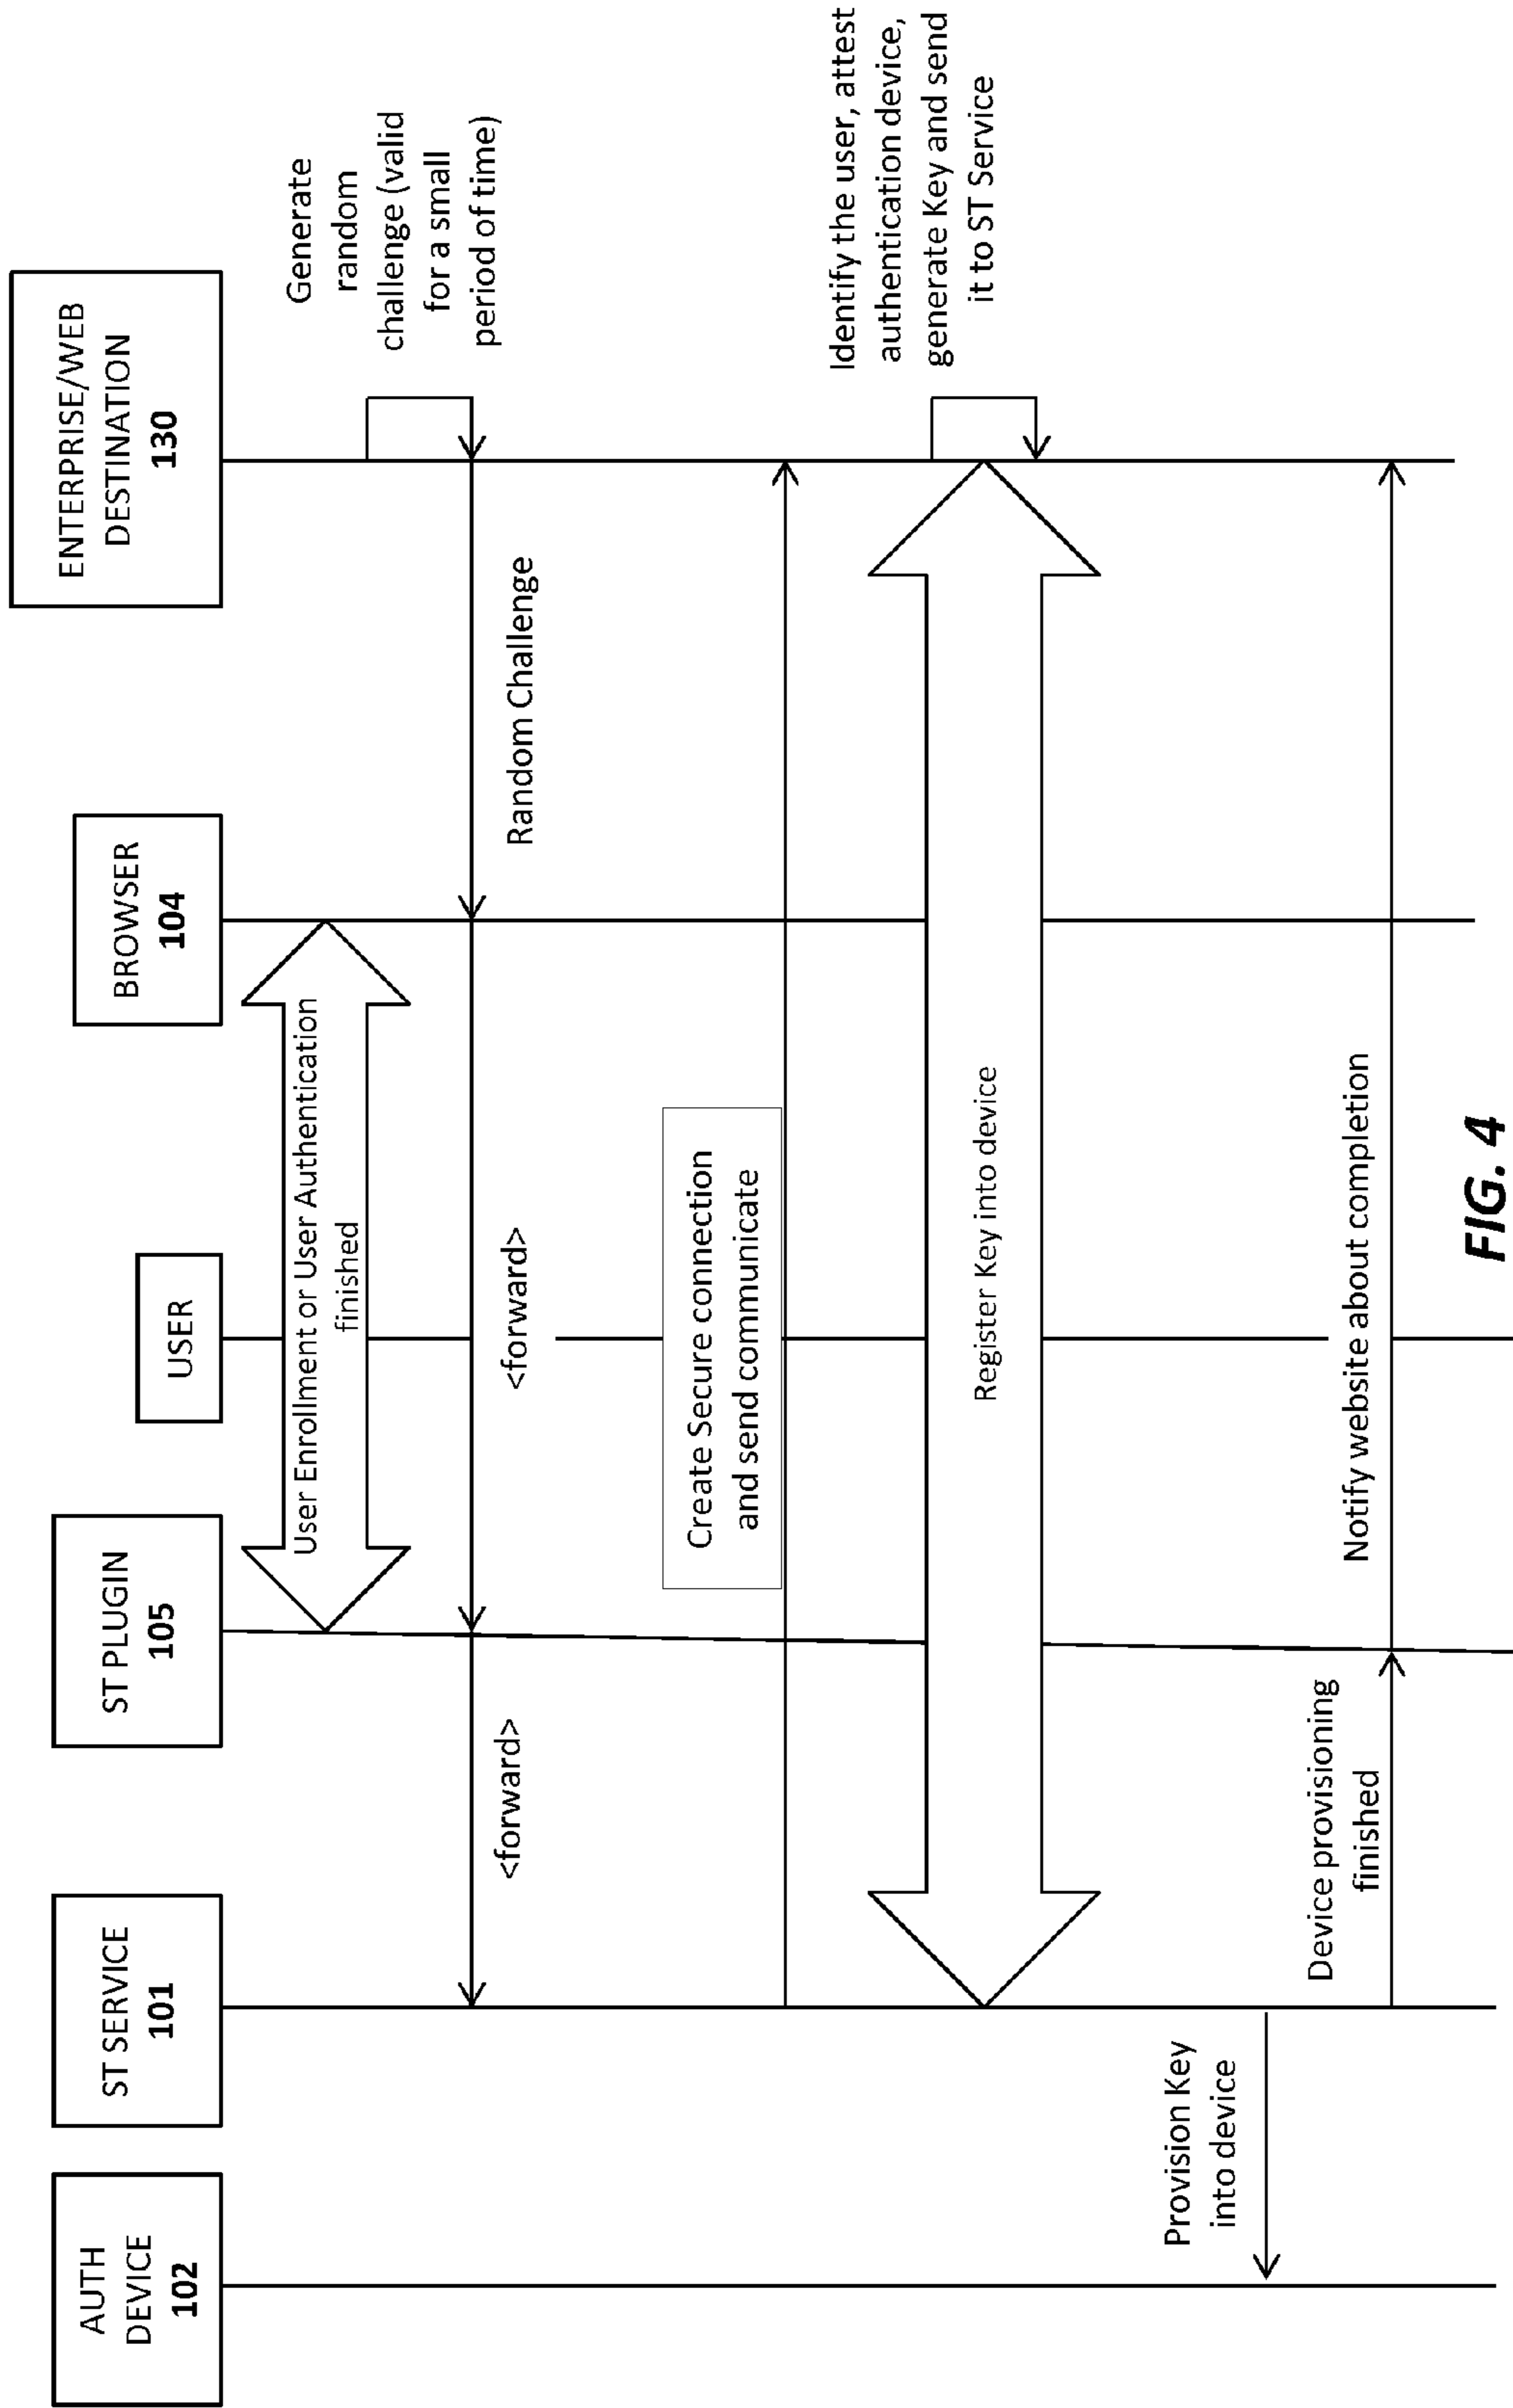 AUTH
DEVICE
102
ST SERVICE
101
ST PLUGIN
105
USER
BROWSER
104
ENTERPRISE/WEB
DESTINATION
130
User Enrollment or User Authentication
finished
Generate
random
challenge (valid
for a small
period of time)
<forward>
<forward>
Random Challenge
Create Secure connection
and send communicate
Register Key into device
Identify the user, attest
authentication device,
generate Key and send
it to ST Service
Provision Key
into device
Device provisioning
finished
Notify website about completion
FIG. 4